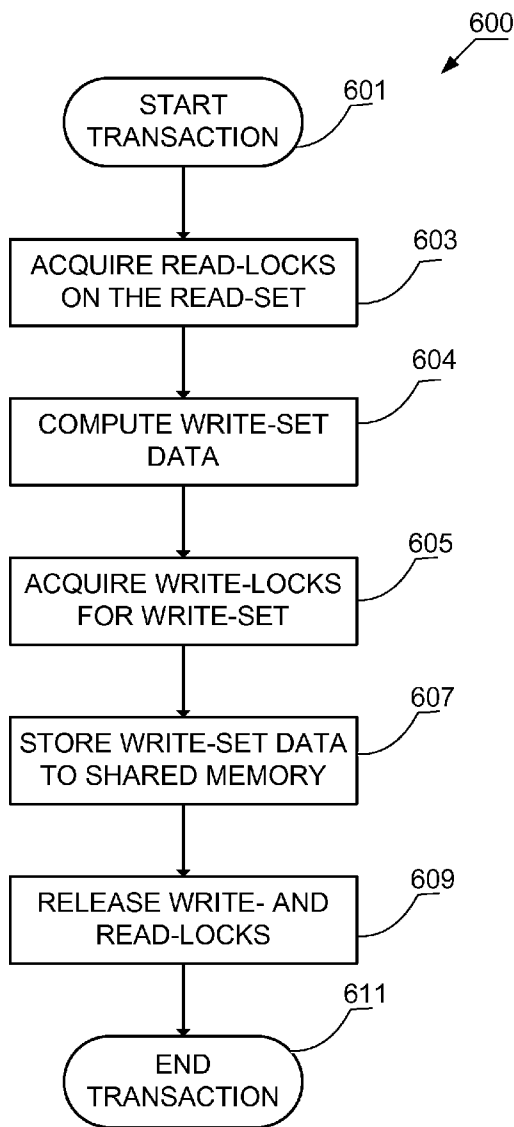 600
START
TRANSACTION
601
ACQUIRE READ-LOCKS
ON THE READ-SET
603
COMPUTE WRITE-SET
DATA
604
ACQUIRE WRITE-LOCKS
FOR WRITE-SET
605
STORE WRITE-SET DATA
TO SHARED MEMORY
607
RELEASE WRITE- AND
READ-LOCKS
609
END
TRANSACTION
611